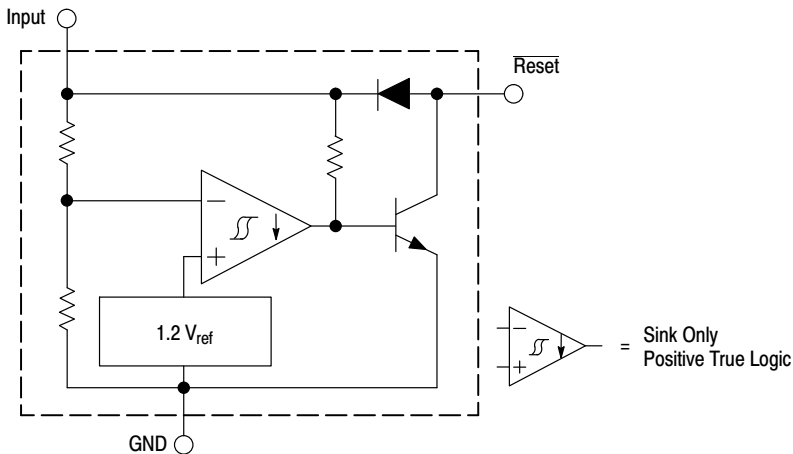 Input
Reset
−
+
1.2 Vref
GND
−
+
= Sink Only
Positive True Logic